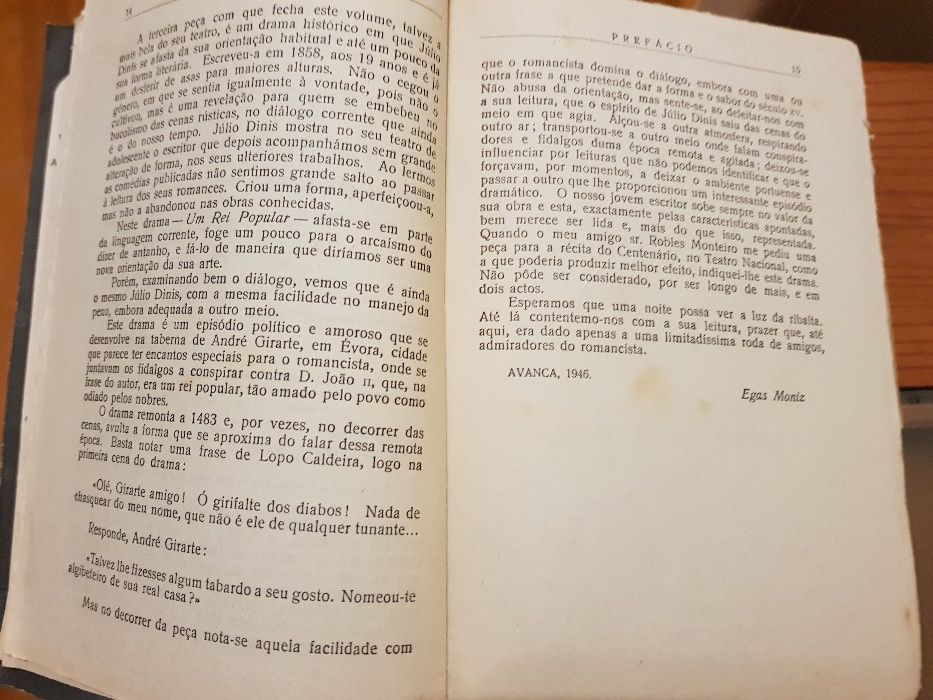 14
A terceira peça com que fecha este volume, talvez a
mais bela do seu teatro, é um drama histórico em que Júlio
Dinis se afasta da sua orientação habitual e até um pouco da
sua forma literária. Escreveu-a em 1858, aos 19 anos e é já
um desferir de asas para maiores alturas. Não o cegou o
género, em que se sentia igualmente à vontade, pois não o
cultivou, mas é uma revelação para quem se embebeu no
bucolismo das cenas rústicas, no diálogo corrente que ainda
é o do nosso tempo. Júlio Dinis mostra no seu teatro de
adolescente o escritor que depois acompanhámos sem grande
alteração de forma, nos seus ulteriores trabalhos. Ao lermos
as comédias publicadas não sentimos grande salto ao passar
à leitura dos seus romances. Criou uma forma, aperfeiçoou-a,
mas não a abandonou nas obras conhecidas.
Neste drama — Um Rei Popular — afasta-se em parte
da linguagem corrente, foge um pouco para o arcaísmo do
dizer de antanho, e fá-lo de maneira que diríamos ser uma
nova orientação da sua arte.
Porém, examinando bem o diálogo, vemos que é ainda
o mesmo Júlio Dinis, com a mesma facilidade no manejo da
pena, embora adequada a outro meio.
Este drama é um episódio político e amoroso que se
desenvolve na taberna de André Girarte, em Évora, cidade
que parece ter encantos especiais para o romancista, onde se
juntavam os fidalgos a conspirar contra D. João II, que, na
frase do autor, era um rei popular, tão amado pelo povo como
odiado pelos nobres.
O drama remonta a 1483 e, por vezes, no decorrer das
cenas, avulta a forma que se aproxima do falar dessa remota
época. Basta notar uma frase de Lopo Caldeira, logo na
primeira cena do drama:
«Olé, Girarte amigo! Ó girifalte dos diabos! Nada de
chasquear do meu nome, que não é ele de qualquer tunante...
Responde, André Girarte:
«Talvez lhe fizesses algum tabardo a seu gosto. Nomeou-te
algibeteiro de sua real casa?»
Mas no decorrer da peça nota-se aquela facilidade com
PREFÁCIO
15
que o romancista domina o diálogo, embora com uma ou
outra frase a que pretende dar a forma e o sabor do século XV.
Não abusa da orientação, mas sente-se, ao deleitar-nos com
a sua leitura, que o espírito de Júlio Dinis saiu das cenas do
meio em que agia. Alçou-se a outra atmosfera, respirando
outro ar; transportou-se a outro meio onde falam conspira-
dores e fidalgos duma época remota e agitada; deixou-se
influenciar por leituras que não podemos identificar e que o
forçavam, por momentos, a deixar o ambiente portuense e
passar a outro que lhe proporcionou um interessante episódio
dramático. O nosso jovem escritor sobe sempre no valor da
sua obra e esta, exactamente pelas características apontadas,
bem merece ser lida e, mais do que isso, representada.
Quando o meu amigo sr. Robles Monteiro me pediu uma
peça para a récita do Centenário, no Teatro Nacional, como
a que poderia produzir melhor efeito, indiquei-lhe este drama.
Não pôde ser considerado, por ser longo de mais, e em
dois actos.
Esperamos que uma noite possa ver a luz da ribalta.
Até lá contentemo-nos com a sua leitura, prazer que, até
aqui, era dado apenas a uma limitadíssima roda de amigos,
admiradores do romancista.
AVANCA, 1946.
Egas Moniz